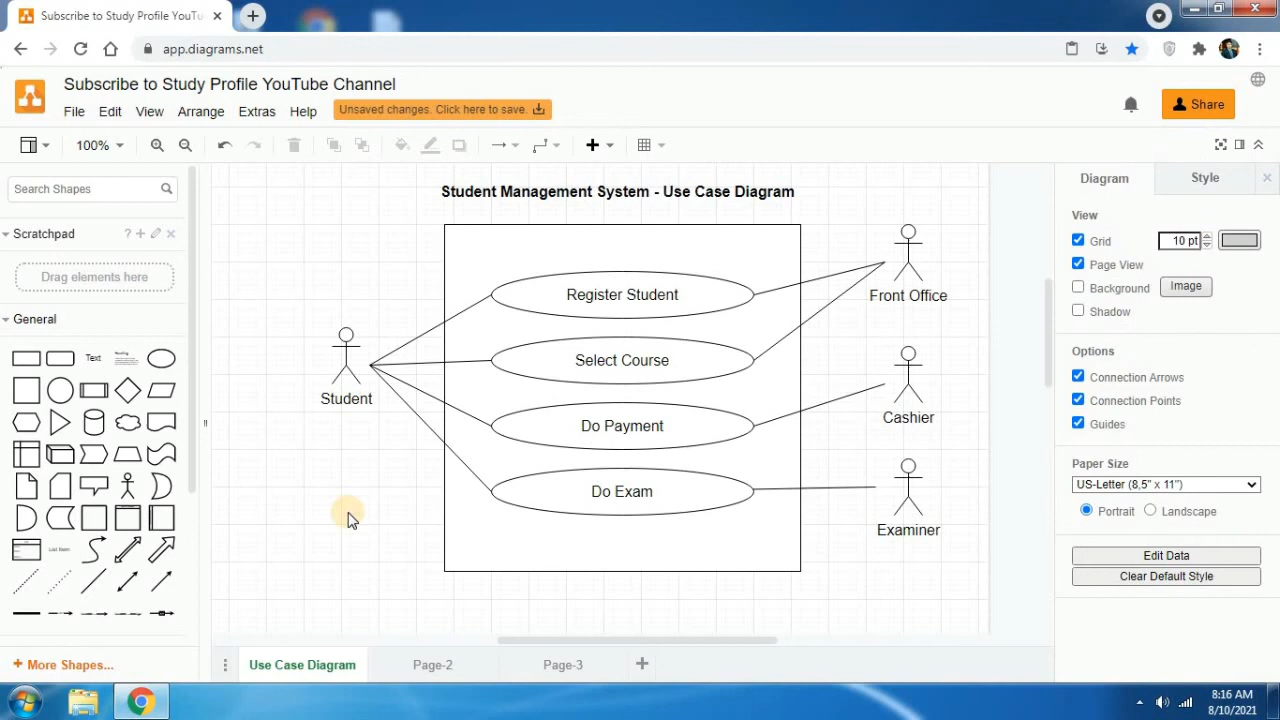 Subscribe to Study Profile YouTu
app.diagrams.net
Subscribe to Study Profile YouTube Channel
File Edit View Arrange Extras Help Unsaved changes. Click here to save.
Share
100%
Search Shapes
Scratchpad
?
Drag elements here
General
Text
Heading
List Item
More Shapes...
Student Management System - Use Case Diagram
Register Student
Select Course
Do Payment
Do Exam
Student
Front Office
Cashier
Examiner
Use Case Diagram Page-2 Page-3
Diagram Style
View
Grid 10 pt
Page View
Background Image
Shadow
Options
Connection Arrows
Connection Points
Guides
Paper Size
US-Letter (8,5" x 11")
Portrait Landscape
Edit Data
Clear Default Style
8:16 AM
8/10/2021